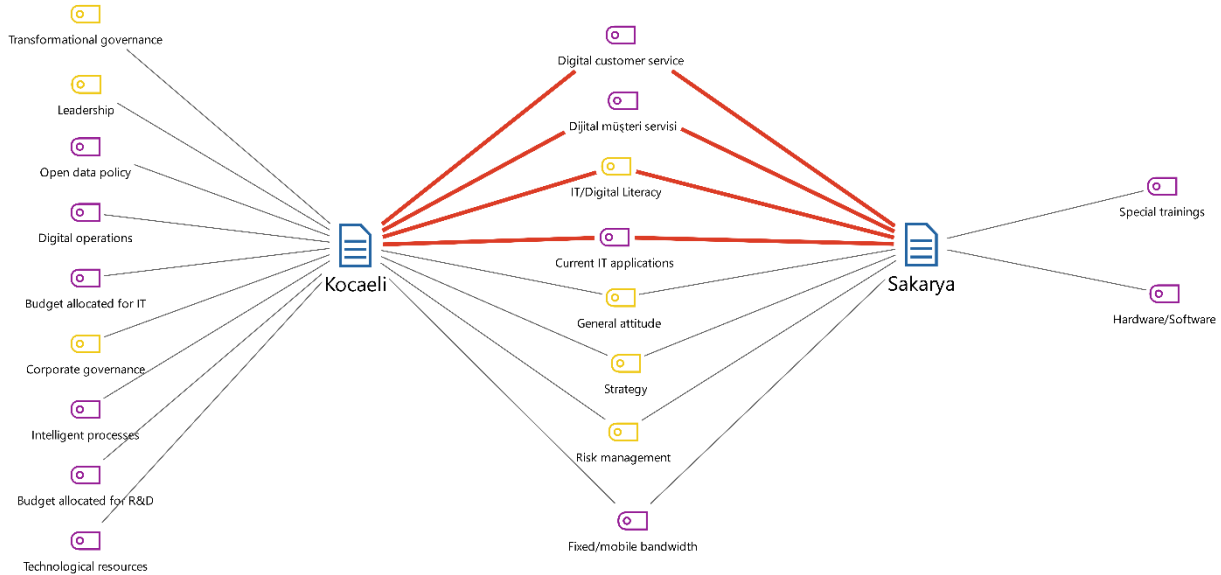 Transformational governance
Leadership
Open data policy
Digital operations
Budget allocated for IT
Corporate governance
Intelligent processes
Budget allocated for R&D
Technological resources
Kocaeli
Digital customer service
Dijital müşteri servisi
IT/Digital Literacy
Current IT applications
General attitude
Strategy
Risk management
Fixed/mobile bandwidth
Sakarya
Special trainings
Hardware/Software